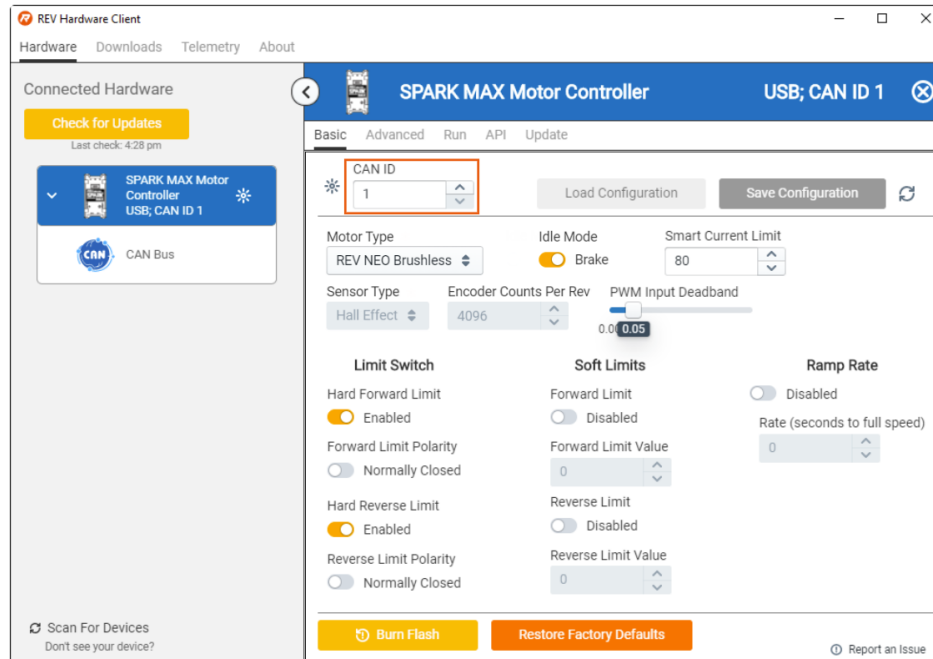 REV Hardware Client
Hardware Downloads Telemetry About
Connected Hardware
Check for Updates
Last check: 4:28 pm
SPARK MAX Motor
Controller
USB; CAN ID 1
CAN CAN Bus
Scan For Devices
Don't see your device?
SPARK MAX Motor Controller USB; CAN ID 1
Basic Advanced Run API Update
CAN ID
1
Load Configuration Save Configuration
Motor Type Idle Mode Smart Current Limit
REV NEO Brushless Brake 80
Sensor Type Encoder Counts Per Rev PWM Input Deadband
Hall Effect 4096
0.05
Limit Switch Soft Limits Ramp Rate
Hard Forward Limit Forward Limit Disabled
Enabled Disabled Rate (seconds to full speed)
Forward Limit Polarity Forward Limit Value 0
Normally Closed 0
Hard Reverse Limit Reverse Limit
Enabled Disabled
Reverse Limit Polarity Reverse Limit Value
Normally Closed 0
Burn Flash Restore Factory Defaults
Report an Issue